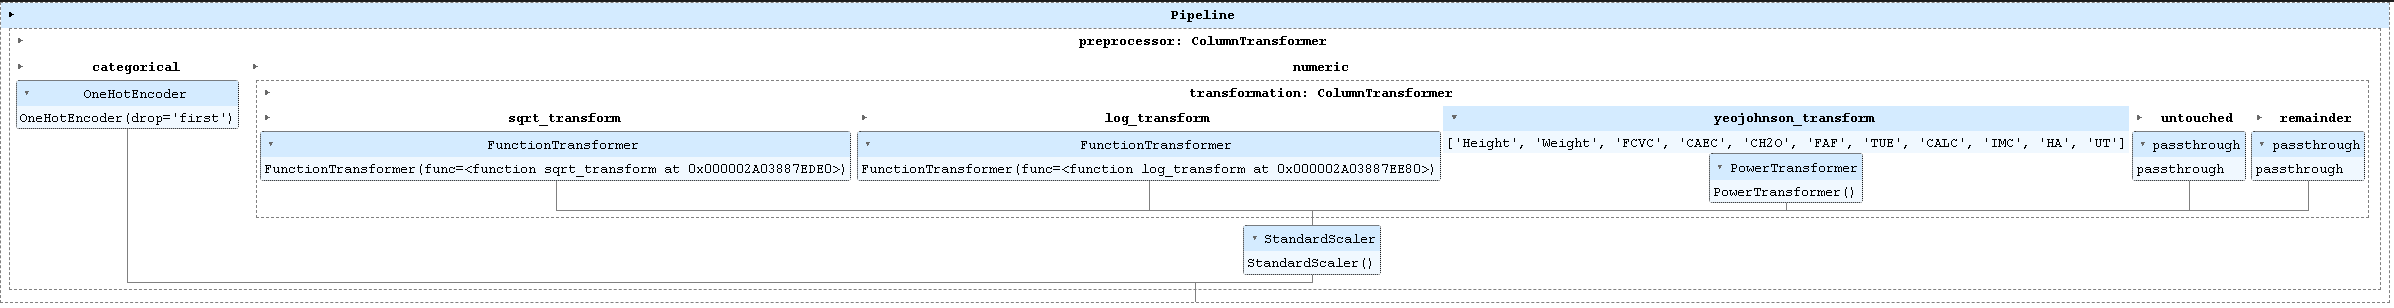 Pipeline
preprocessor: ColumnTransformer
categorical
numeric
OneHotEncoder
OneHotEncoder(drop='first')
transformation: ColumnTransformer
sqrt_transform
log_transform
yeojohnson_transform
untouched
remainder
FunctionTransformer
FunctionTransformer(func=<function sqrt_transform at 0x000002A03887EDE0>)
FunctionTransformer
FunctionTransformer(func=<function log_transform at 0x000002A03887EE80>)
['Height', 'Weight', 'FCVC', 'CAEC', 'CH2O', 'FAF', 'TUE', 'CALC', 'IMC', 'HA', 'UT']
PowerTransformer
PowerTransformer()
passthrough
passthrough
passthrough
passthrough
StandardScaler
StandardScaler()